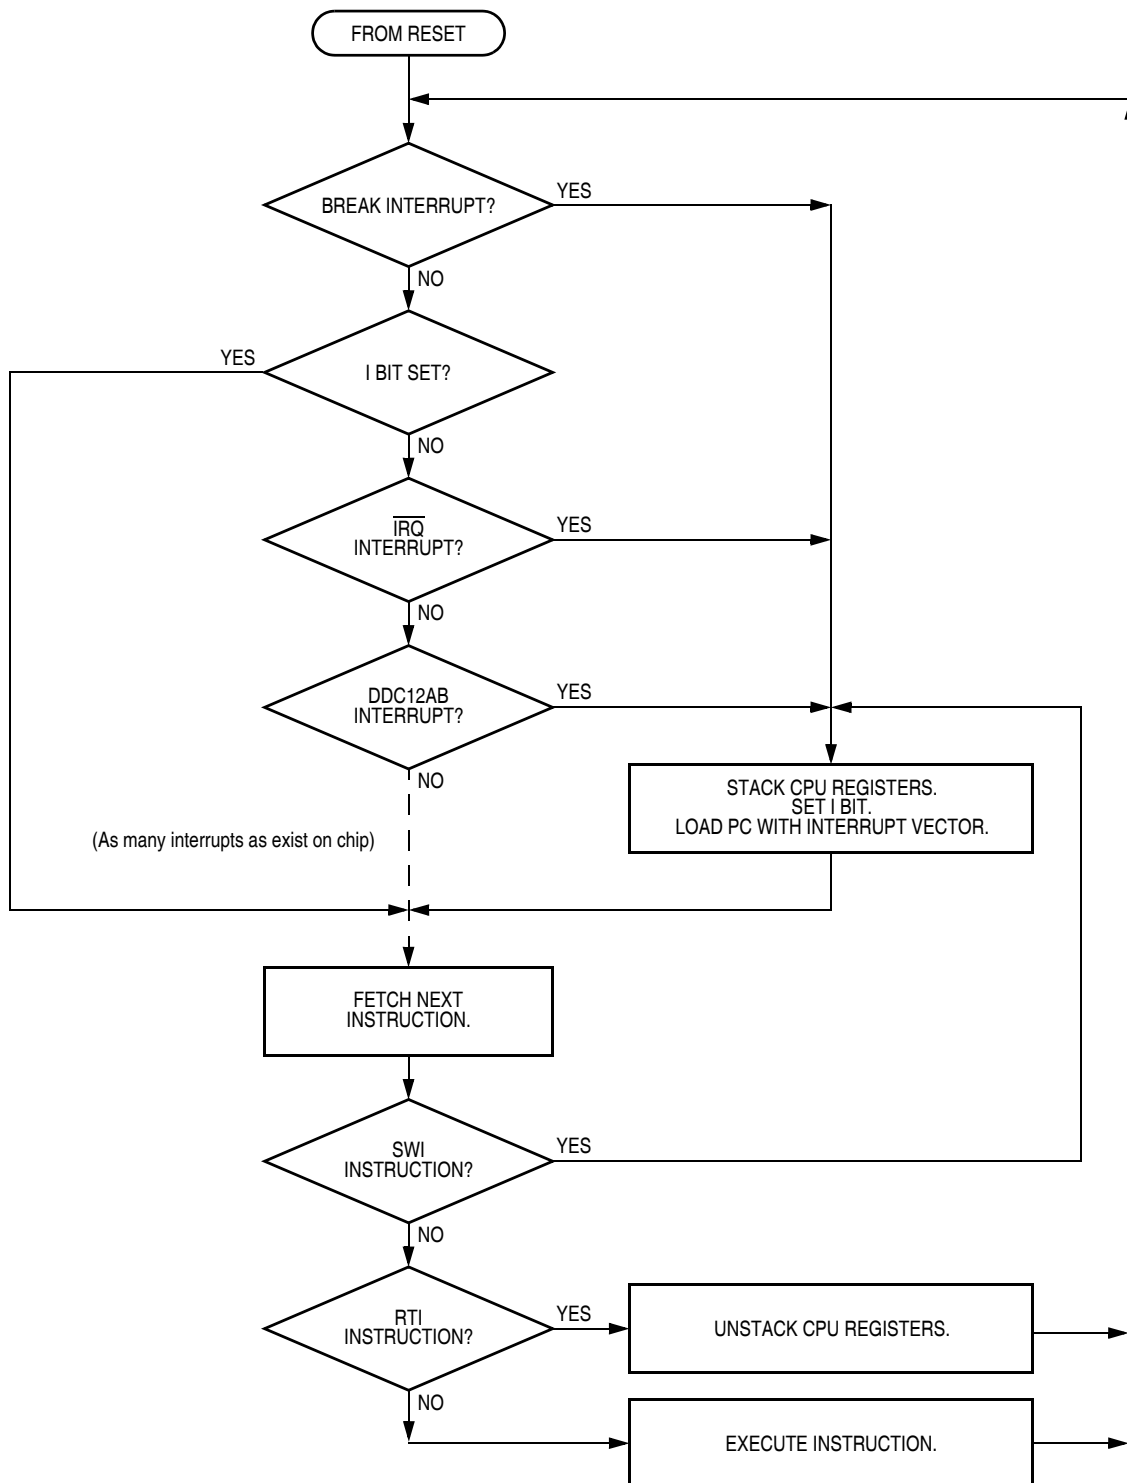 FROM RESET
BREAK INTERRUPT?
YES
NO
YES
I BIT SET?
NO
IRQ
INTERRUPT?
YES
NO
DDC12AB
INTERRUPT?
YES
NO
STACK CPU REGISTERS.
SET I BIT.
LOAD PC WITH INTERRUPT VECTOR.
(As many interrupts as exist on chip)
FETCH NEXT
INSTRUCTION.
SWI
INSTRUCTION?
YES
NO
RTI
INSTRUCTION?
YES
UNSTACK CPU REGISTERS.
NO
EXECUTE INSTRUCTION.